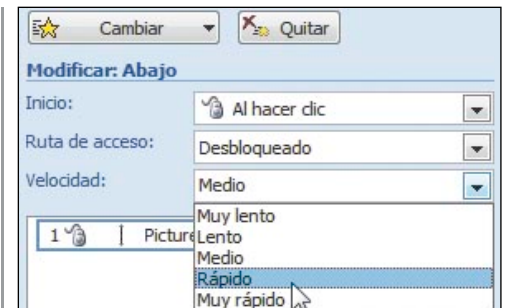 Cambiar Quitar
Modificar: Abajo
Inicio: Al hacer clic
Ruta de acceso: Desbloqueado
Velocidad: Medio
Muy lento
1 Picture
Lento
Medio
Rápido
Muy rápido